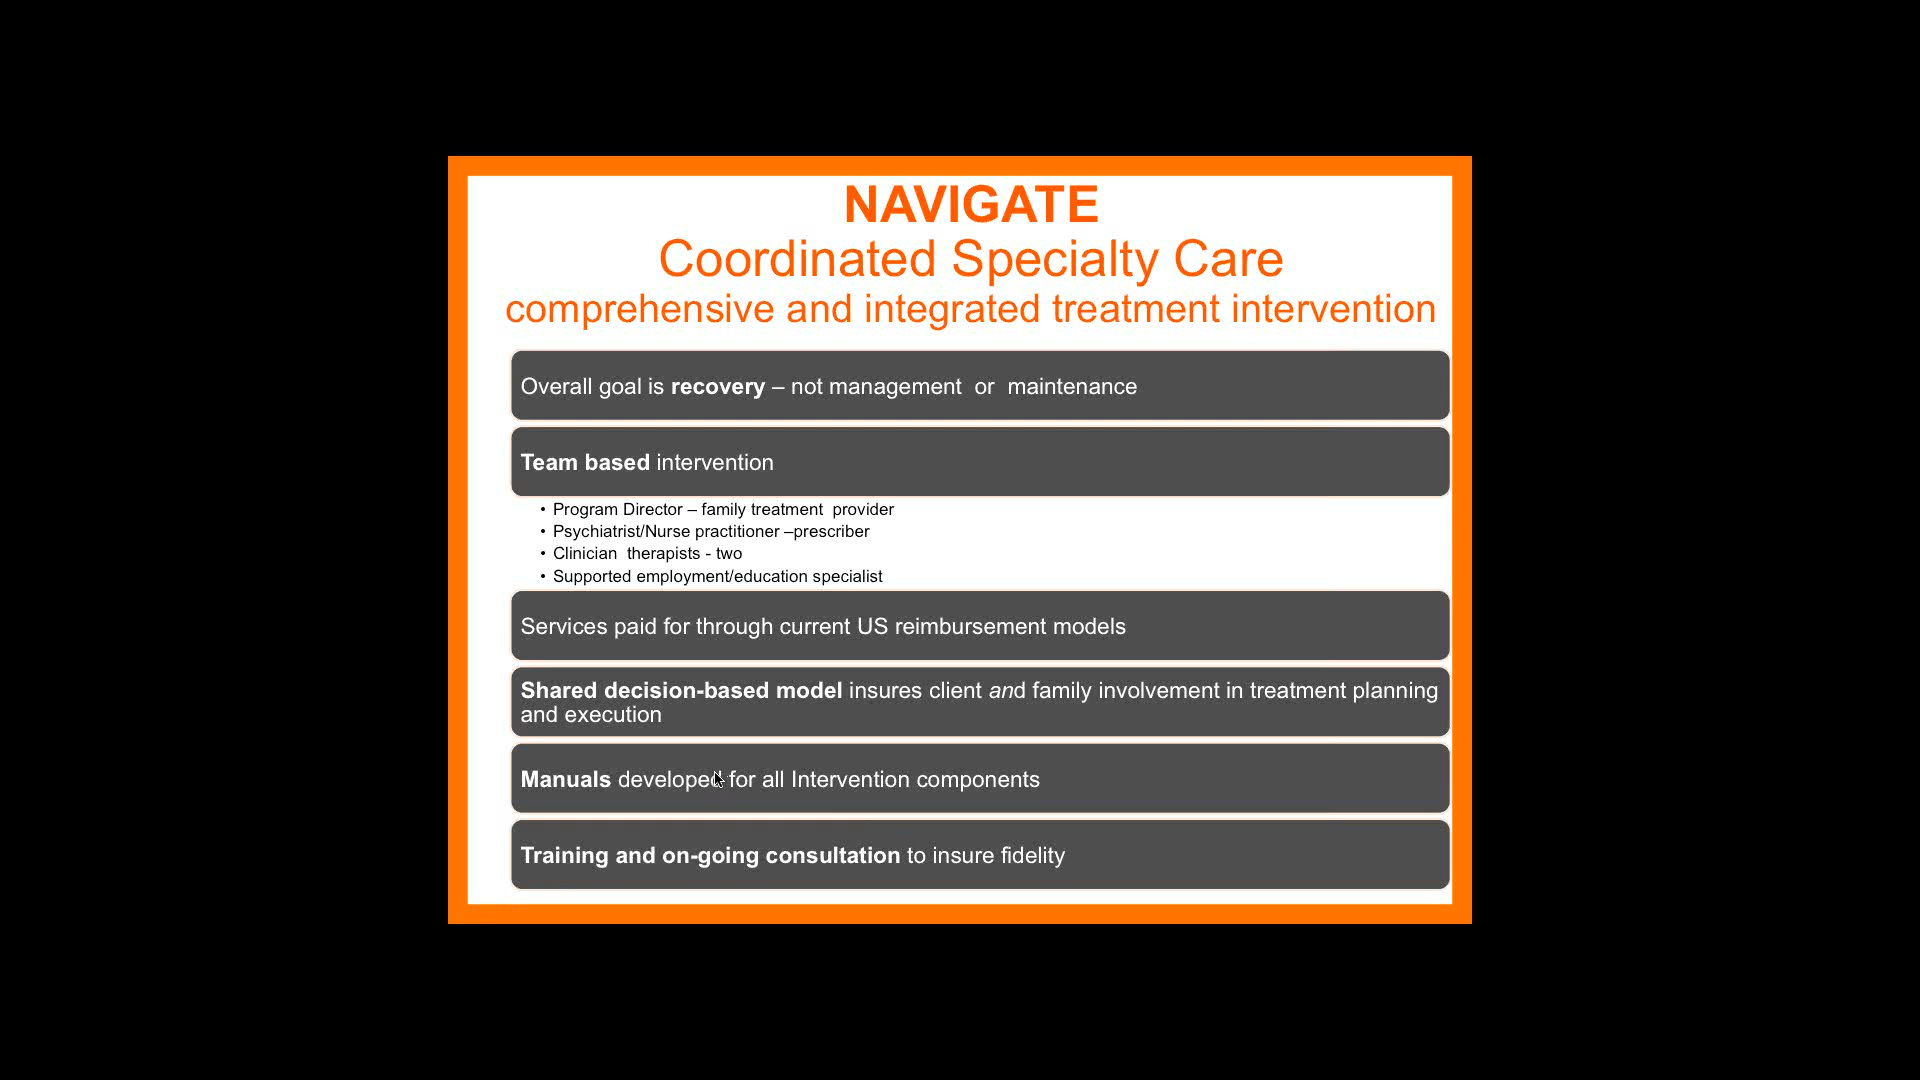 NAVIGATE
Coordinated Specialty Care
comprehensive and integrated treatment intervention
Overall goal is recovery – not management or maintenance
Team based intervention
• Program Director – family treatment provider
• Psychiatrist/Nurse practitioner –prescriber
• Clinician therapists - two
• Supported employment/education specialist
Services paid for through current US reimbursement models
Shared decision-based model insures client and family involvement in treatment planning
and execution
Manuals developed for all Intervention components
Training and on-going consultation to insure fidelity